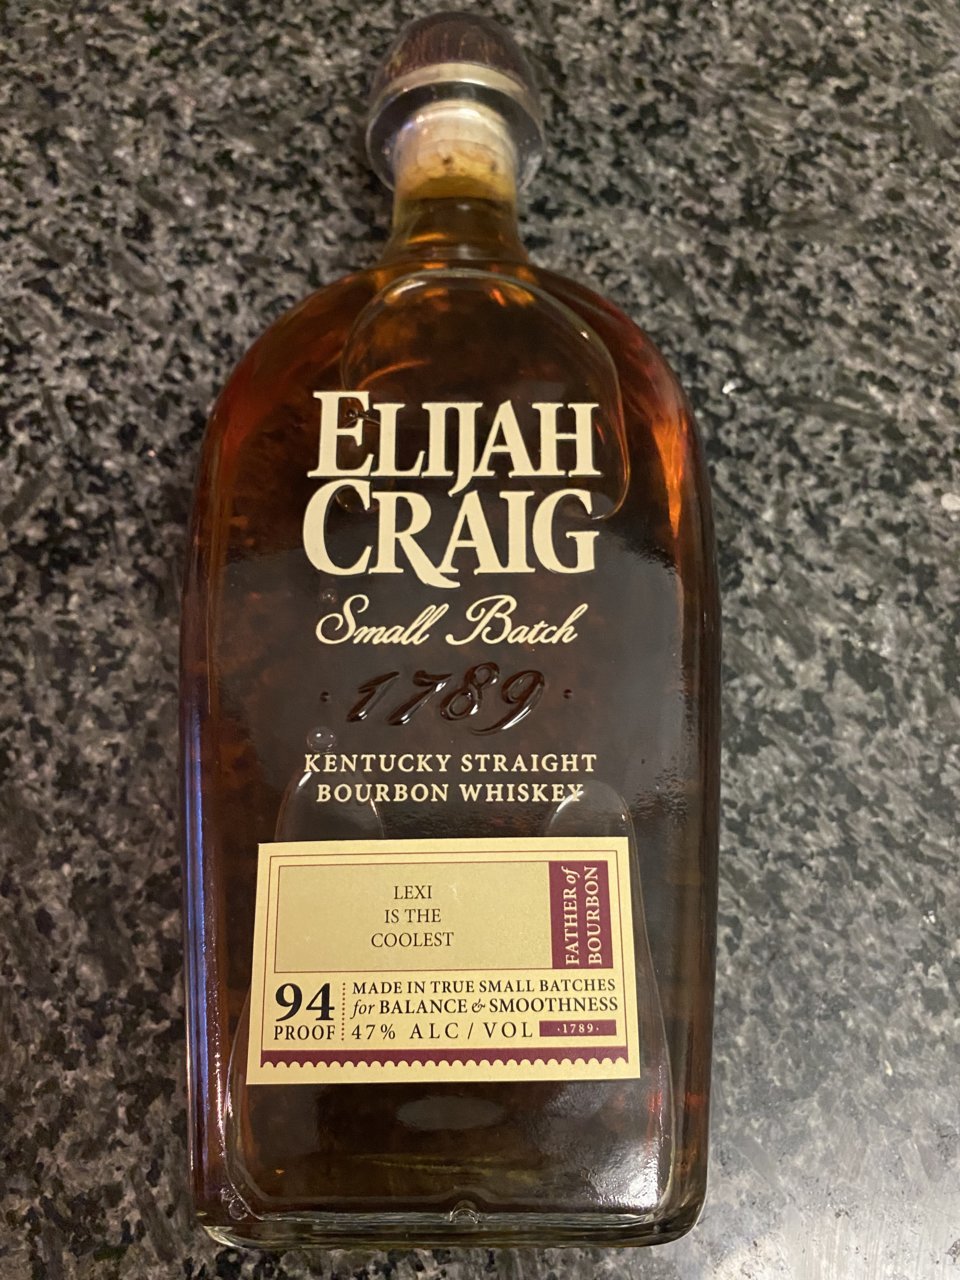 ELIJAH
CRAIG
Small Batch
· 1789 ·
KENTUCKY STRAIGHT
BOURBON WHISKEY
LEXI
IS THE
COOLEST
FATHER of
BOURBON
94
PROOF
MADE IN TRUE SMALL BATCHES
for BALANCE & SMOOTHNESS
47% ALC / VOL
·1789·